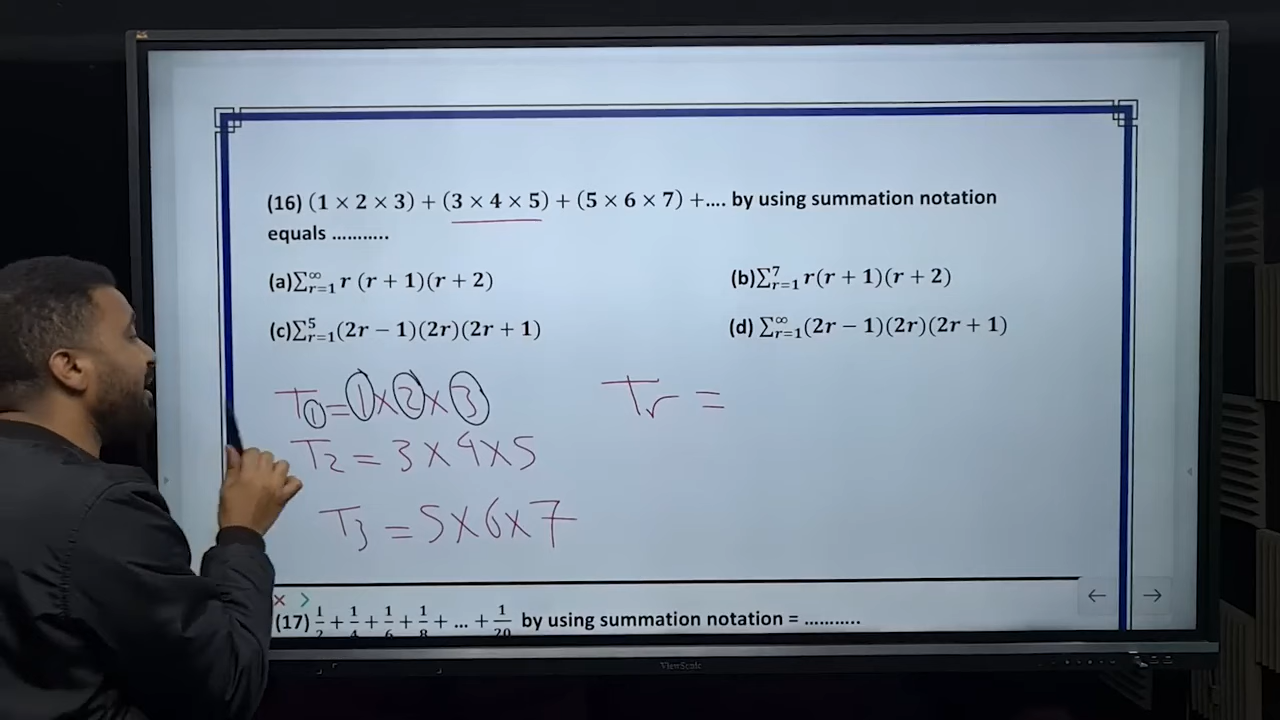 (16) (1 × 2 × 3) + (3 × 4 × 5) + (5 × 6 × 7) +.... by using summation notation
equals ...........
(a)∑_{r=1}^{∞} r (r + 1)(r + 2)
(b)∑_{r=1}^{7} r(r + 1)(r + 2)
(c)∑_{r=1}^{5}(2r − 1)(2r)(2r + 1)
(d) ∑_{r=1}^{∞}(2r − 1)(2r)(2r + 1)
T₁=1×2×3
Tr =
T₂ = 3×4×5
T₃ = 5×6×7
(17) 1/2 + 1/4 + 1/6 + 1/8 + ... + 1/20 by using summation notation = ...........
ViewSonic